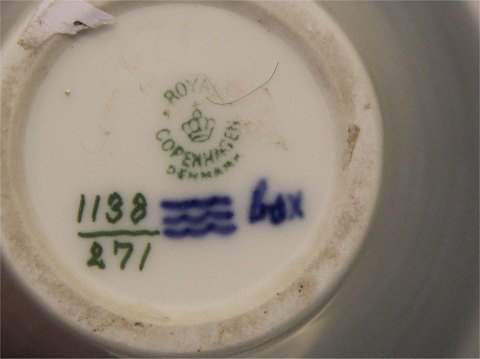 ROYAL
COPENHAGEN
DENMARK
1138
271